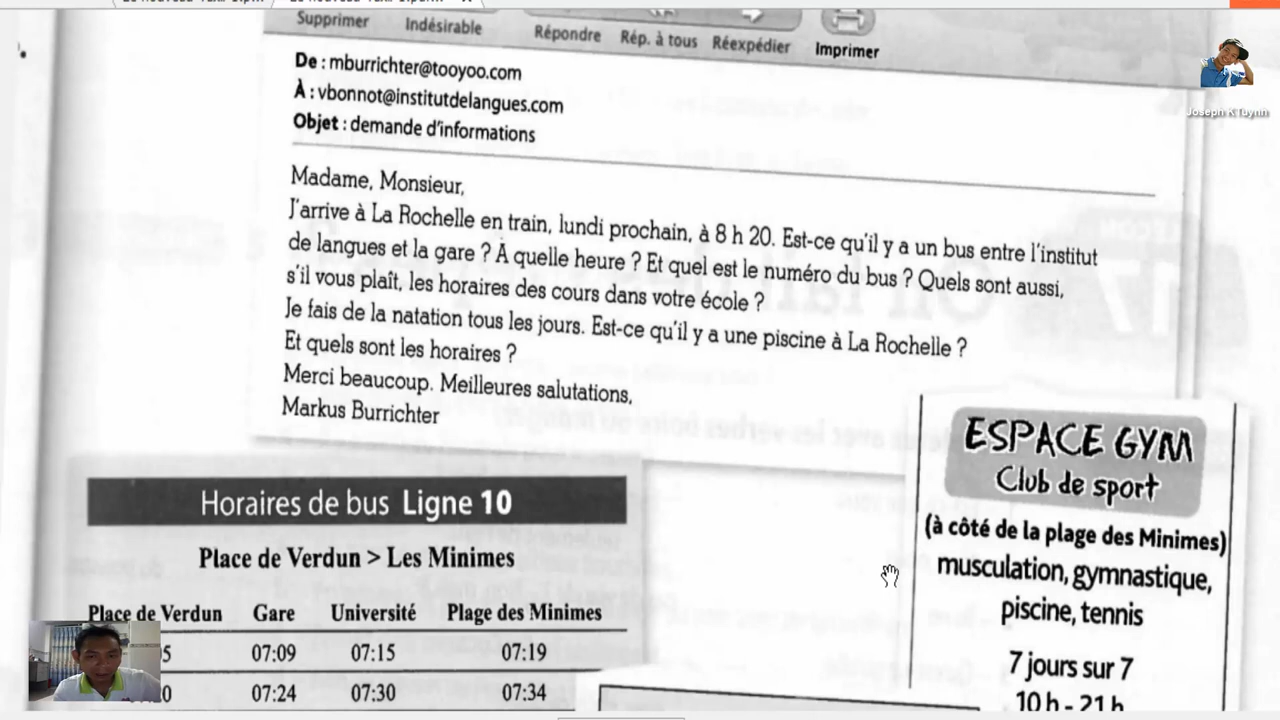 Supprimer Indésirable Répondre Rép. à tous Réexpédier Imprimer
De : mburrichter@tooyoo.com
À : vbonnot@institutdelangues.com
Objet : demande d'informations
Joseph KTuynh
Madame, Monsieur,
J'arrive à La Rochelle en train, lundi prochain, à 8 h 20. Est-ce qu'il y a un bus entre l'institut
de langues et la gare ? À quelle heure ? Et quel est le numéro du bus ? Quels sont aussi,
s'il vous plaît, les horaires des cours dans votre école ?
Je fais de la natation tous les jours. Est-ce qu'il y a une piscine à La Rochelle ?
Et quels sont les horaires ?
Merci beaucoup. Meilleures salutations,
Markus Burrichter
Horaires de bus Ligne 10
Place de Verdun > Les Minimes
Place de Verdun Gare Université Plage des Minimes
07:09 07:15 07:19
07:24 07:30 07:34
ESPACE GYM
Club de sport
(à côté de la plage des Minimes)
musculation, gymnastique,
piscine, tennis
7 jours sur 7
10 h - 21 h